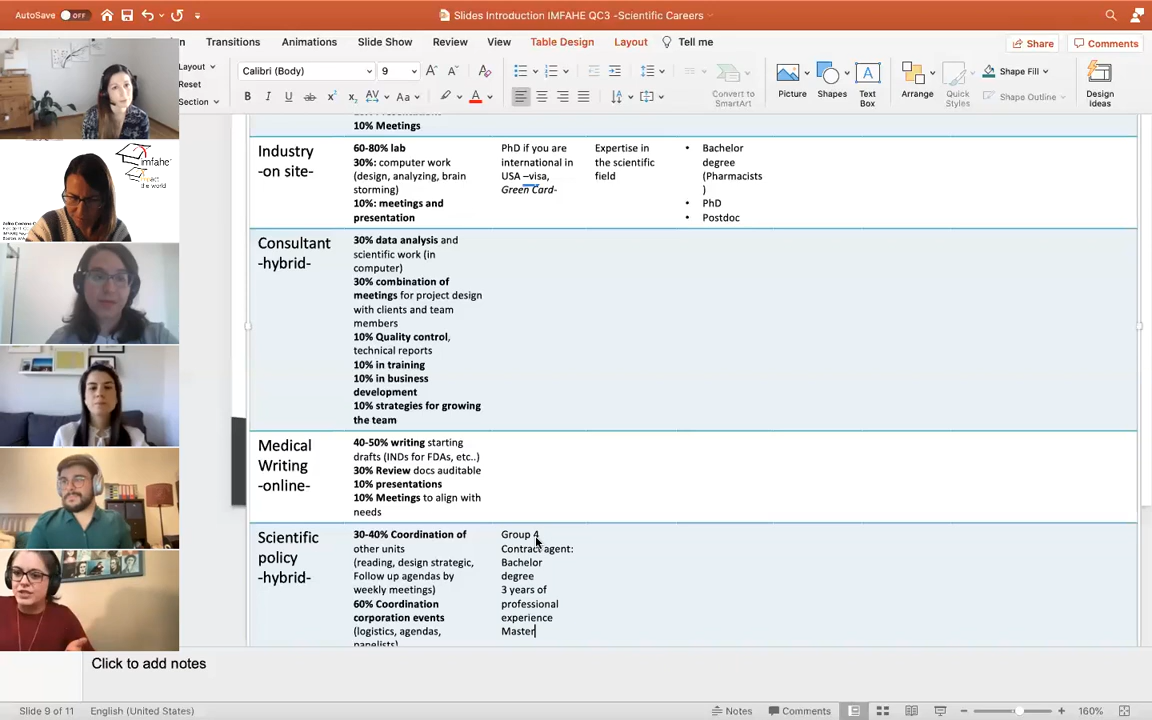 AutoSave OFF
Slides Introduction IMFAHE QC3 -Scientific Careers
Transitions Animations Slide Show Review View Table Design Layout Tell me
Share Comments
Layout
Reset
Section
Calibri (Body) 9
Convert to
SmartArt
Picture
Shapes
Text
Box
Arrange
Quick
Styles
Shape Fill
Shape Outline
Design
Ideas
10% Meetings
Industry
-on site-
60-80% lab
30%: computer work
(design, analyzing, brain
storming)
10%: meetings and
presentation
PhD if you are
international in
USA –visa,
Green Card-
Expertise in
the scientific
field
• Bachelor
degree
(Pharmacists
)
• PhD
• Postdoc
Consultant
-hybrid-
30% data analysis and
scientific work (in
computer)
30% combination of
meetings for project design
with clients and team
members
10% Quality control,
technical reports
10% in training
10% in business
development
10% strategies for growing
the team
Medical
Writing
-online-
40-50% writing starting
drafts (INDs for FDAs, etc..)
30% Review docs auditable
10% presentations
10% Meetings to align with
needs
Scientific
policy
-hybrid-
30-40% Coordination of
other units
(reading, design strategic,
Follow up agendas by
weekly meetings)
60% Coordination
corporation events
(logistics, agendas,
panelists)
Group 4
Contract agent:
Bachelor
degree
3 years of
professional
experience
Master
imfahe
the world
Click to add notes
Slide 9 of 11 English (United States) Notes Comments 160%